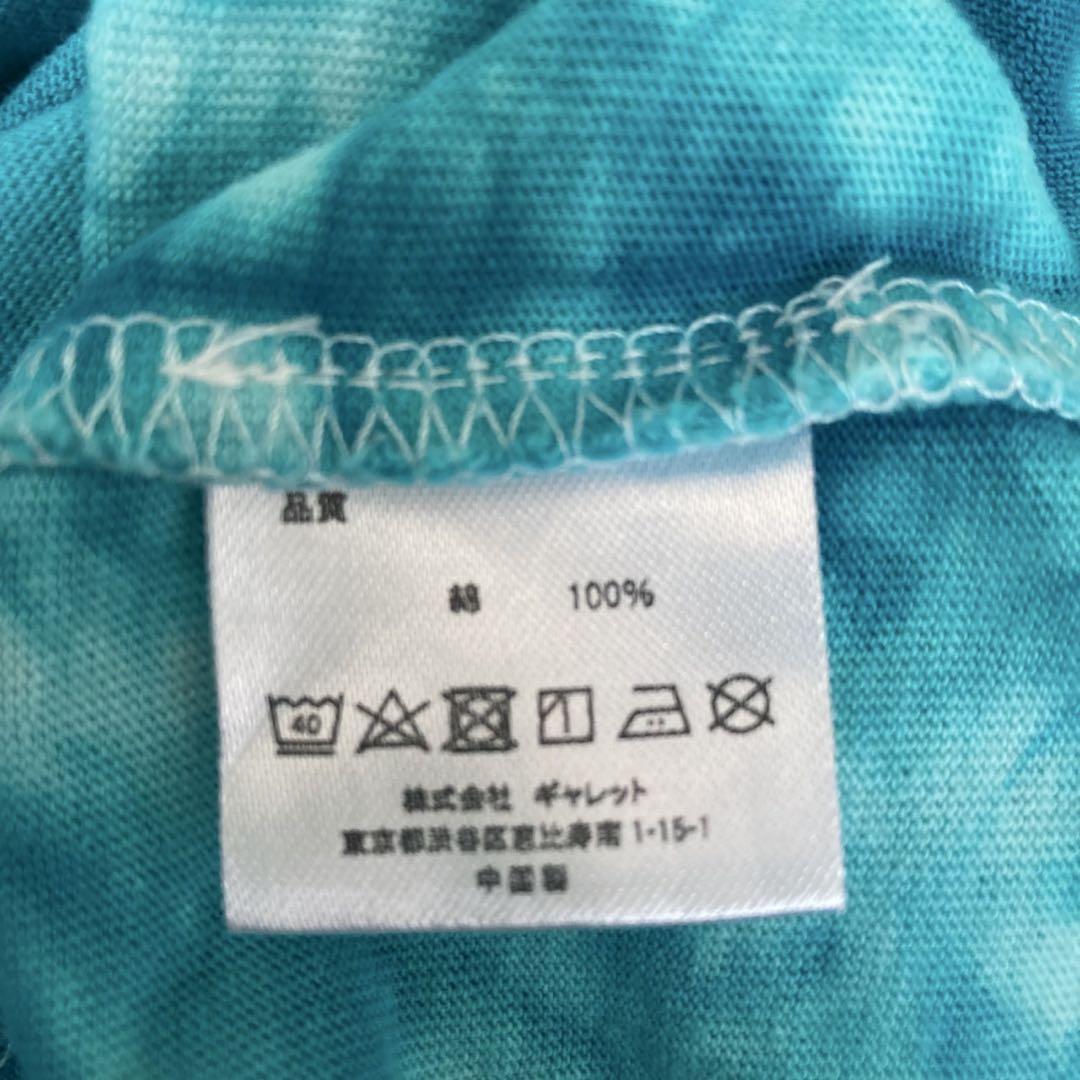 品質
綿 100%
40
株式会社 ギャレット
東京都渋谷区恵比寿南1-15-1
中国製